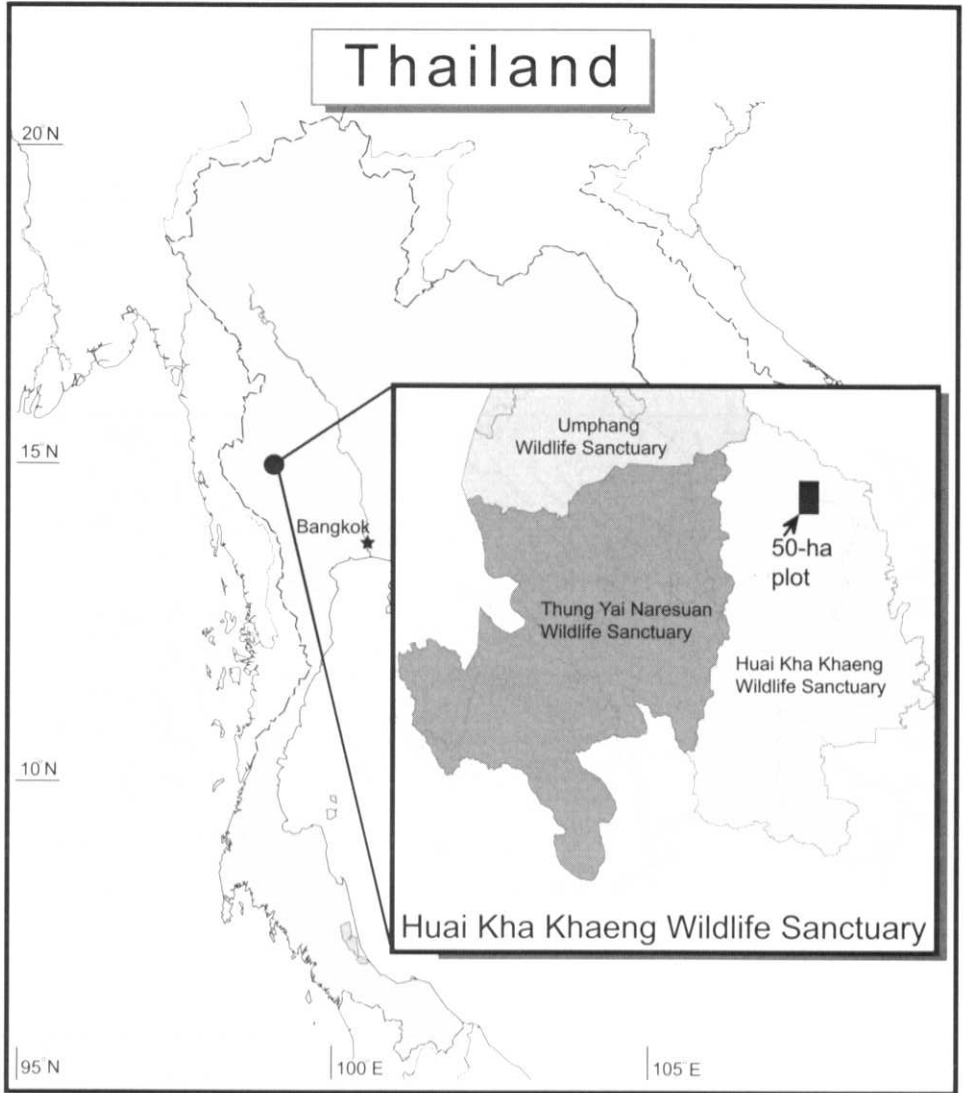 Thailand
20°N
15°N
Bangkok
10°N
95°N
100°E
105°E
Umphang
Wildlife Sanctuary
50-ha
plot
Thung Yai Naresuan
Wildlife Sanctuary
Huai Kha Khaeng
Wildlife Sanctuary
Huai Kha Khaeng Wildlife Sanctuary